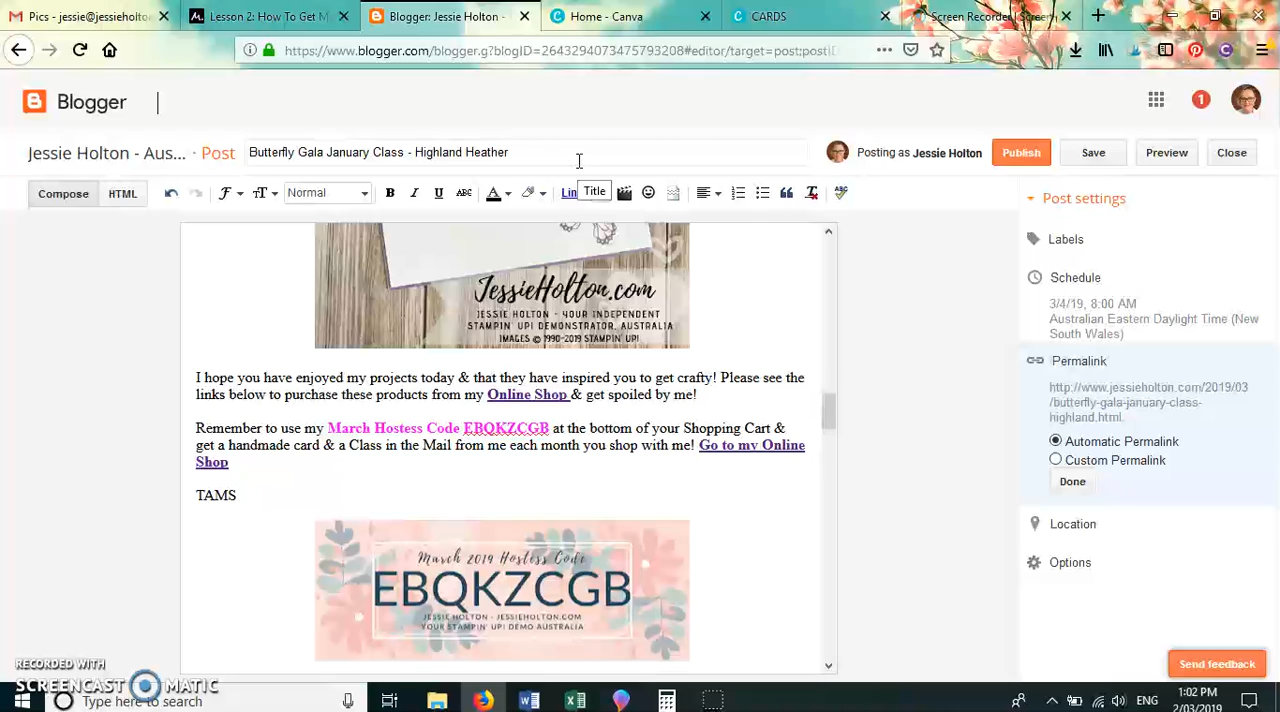 Pics - jessie@jessieholtone
Lesson 2: How To Get M
Blogger: Jessie Holton -
Home - Canva
CARDS
Screen Recorder | Screen
https://www.blogger.com/blogger.g?blogID=2643294073475793208#editor/target=post;postID
Blogger
1
Jessie Holton - Aus... · Post
Butterfly Gala January Class - Highland Heather
Posting as Jessie Holton
Publish
Save
Preview
Close
Compose
HTML
Normal
B
I
U
ABC
A
Lin
Title
JessieHolton.com
JESSIE HOLTON - YOUR INDEPENDENT
STAMPIN' UP! DEMONSTRATOR, AUSTRALIA
IMAGES © 1990-2019 STAMPIN' UP!
I hope you have enjoyed my projects today & that they have inspired you to get crafty! Please see the
links below to purchase these products from my Online Shop & get spoiled by me!
Remember to use my March Hostess Code EBQKZCGB at the bottom of your Shopping Cart &
get a handmade card & a Class in the Mail from me each month you shop with me! Go to my Online
Shop
TAMS
March 2019 Hostess Code
EBQKZCGB
JESSIE HOLTON - JESSIEHOLTON.COM
YOUR STAMPIN' UP! DEMO AUSTRALIA
Post settings
Labels
Schedule
3/4/19, 8:00 AM
Australian Eastern Daylight Time (New
South Wales)
Permalink
http://www.jessieholton.com/2019/03
/butterfly-gala-january-class-
highland.html.
Automatic Permalink
Custom Permalink
Done
Location
Options
Send feedback
RECORDED WITH
SCREENCAST MATIC
Type here to search
ENG
1:02 PM
2/03/2019